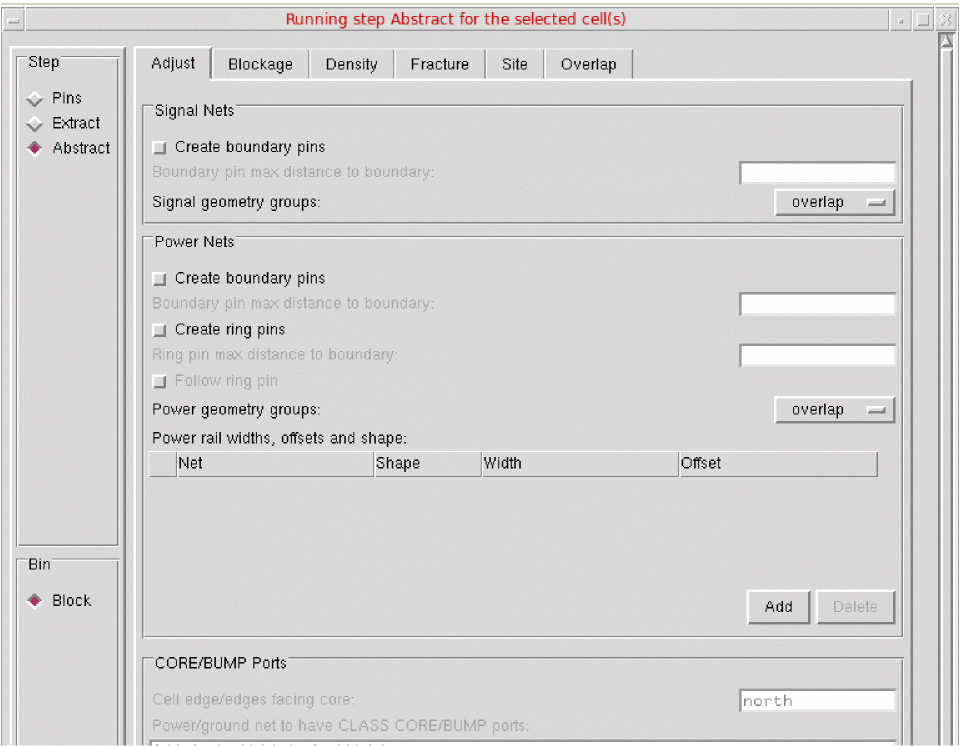 Running step Abstract for the selected cell(s)
Step
Pins
Extract
Abstract
Adjust Blockage Density Fracture Site Overlap
Signal Nets
Create boundary pins
Boundary pin max distance to boundary:
Signal geometry groups: overlap
Power Nets
Create boundary pins
Boundary pin max distance to boundary:
Create ring pins
Ring pin max distance to boundary:
Follow ring pin
Power geometry groups: overlap
Power rail widths, offsets and shape:
Net Shape Width Offset
Add Delete
Bin
Block
CORE/BUMP Ports
Cell edge/edges facing core: north
Power/ground net to have CLASS CORE/BUMP ports: